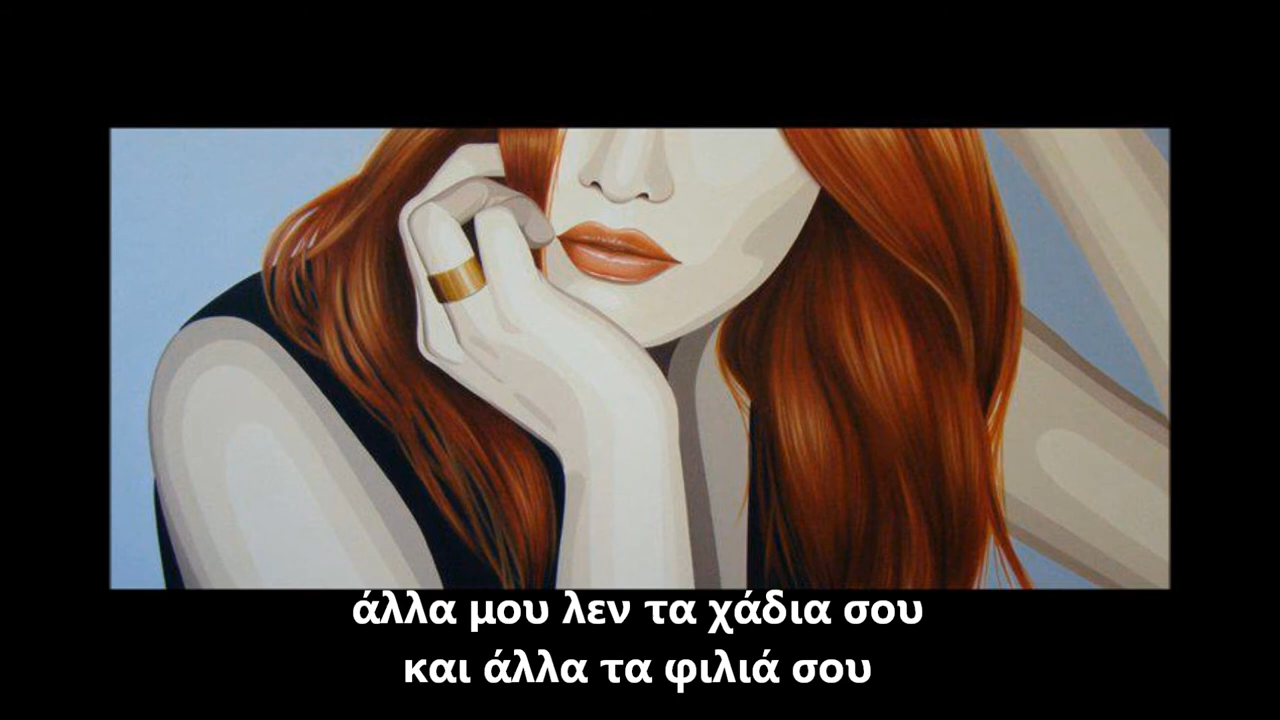 άλλα μου λεν τα χάδια σου
και άλλα τα φιλιά σου